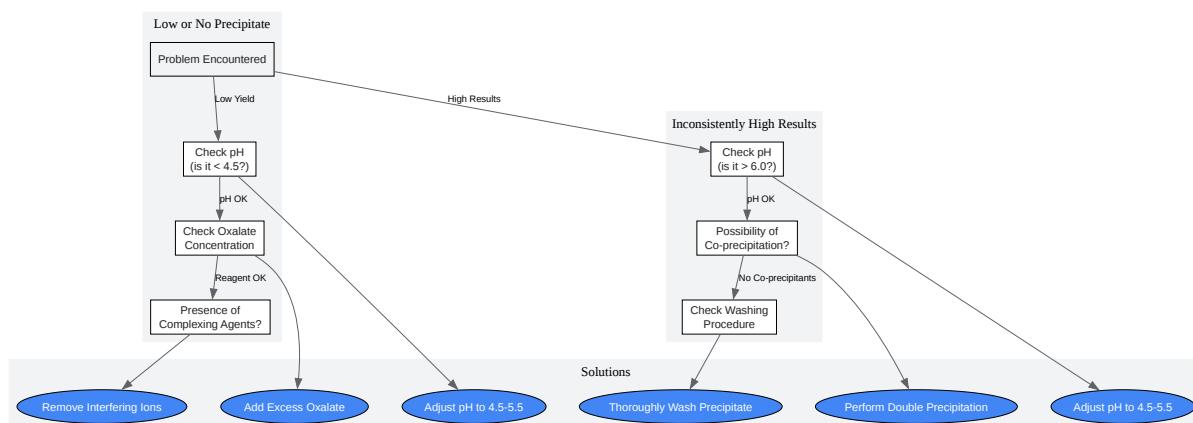 Low or No Precipitate
Problem Encountered
Low Yield
High Results
Inconsistently High Results
Check pH
(is it < 4.5?)
Check pH
(is it > 6.0?)
pH OK
pH OK
Check Oxalate
Concentration
Possibility of
Co-precipitation?
Reagent OK
No Co-precipitants
Presence of
Complexing Agents?
Check Washing
Procedure
Solutions
Remove Interfering Ions
Add Excess Oxalate
Adjust pH to 4.5-5.5
Thoroughly Wash Precipitate
Perform Double Precipitation
Adjust pH to 4.5-5.5